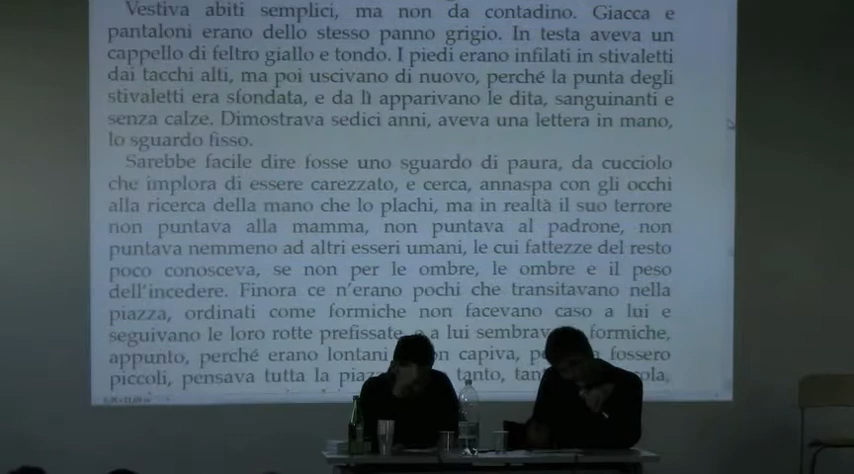 Vestiva abiti semplici, ma non da contadino. Giacca e
pantaloni erano dello stesso panno grigio. In testa aveva un
cappello di feltro giallo e tondo. I piedi erano infilati in stivaletti
dai tacchi alti, ma poi uscivano di nuovo, perché la punta degli
stivaletti era sfondata, e da lì apparivano le dita, sanguinanti e
senza calze. Dimostrava sedici anni, aveva una lettera in mano,
lo sguardo fisso.
Sarebbe facile dire fosse uno sguardo di paura, da cucciolo
che implora di essere carezzato, e cerca, annaspa con gli occhi
alla ricerca della mano che lo plachi, ma in realtà il suo terrore
non puntava alla mamma, non puntava al padrone, non
puntava nemmeno ad altri esseri umani, le cui fattezze del resto
poco conosceva, se non per le ombre, le ombre e il peso
dell'incedere. Finora ce n'erano pochi che transitavano nella
piazza, ordinati come formiche non facevano caso a lui e
seguivano le loro rotte prefissate a lui formiche,
appunto, perché erano lontani capiva, fossero
piccoli, pensava tutta la tanto,